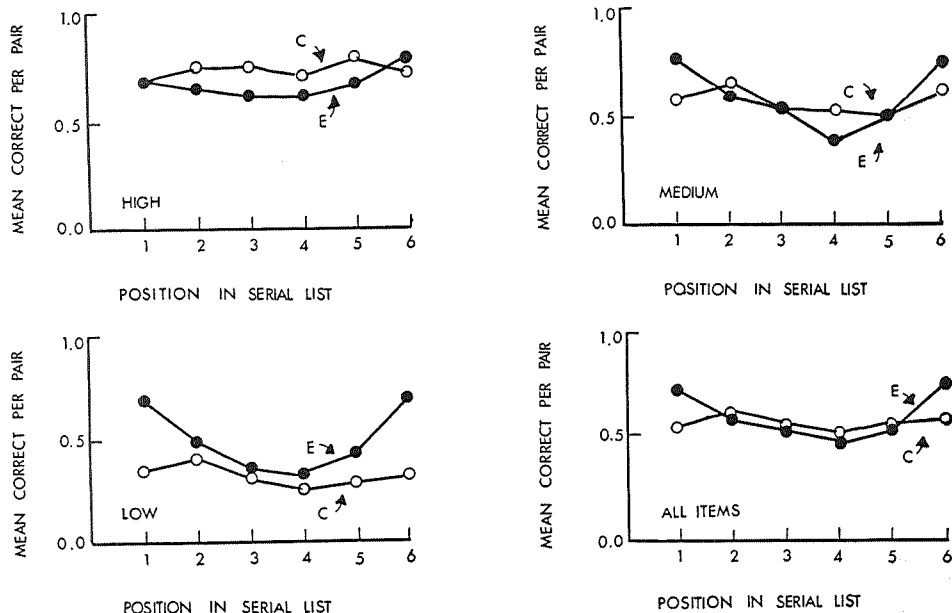 MEAN CORRECT PER PAIR
1.0
0.5
0.0
C
E
HIGH
1 2 3 4 5 6
POSITION IN SERIAL LIST
MEAN CORRECT PER PAIR
1.0
0.5
0.0
C
E
MEDIUM
1 2 3 4 5 6
POSITION IN SERIAL LIST
MEAN CORRECT PER PAIR
1.0
0.5
0.0
E
C
LOW
1 2 3 4 5 6
POSITION IN SERIAL LIST
MEAN CORRECT PER PAIR
1.0
0.5
0.0
E
C
ALL ITEMS
1 2 3 4 5 6
POSITION IN SERIAL LIST